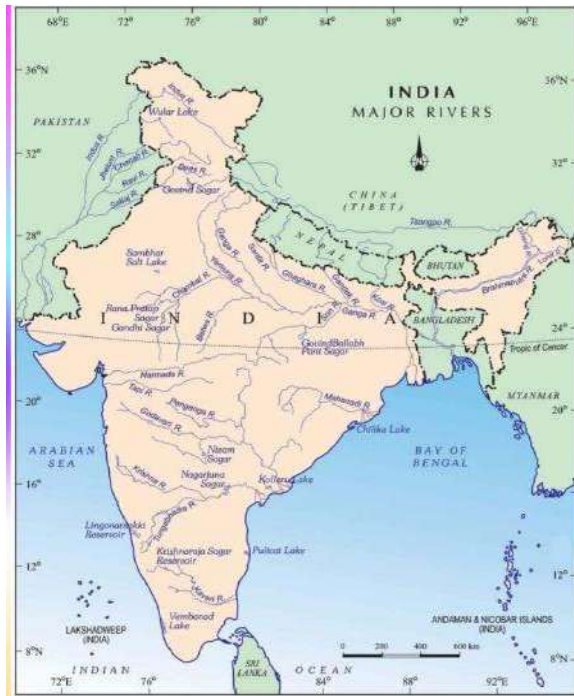 68°E 72° 76° 80° 84° 88° 92° 96°E
36°N
36°N
INDIA
MAJOR RIVERS
Indus R.
Wular Lake
PAKISTAN
Indus R.
Jhelum R.
Chenab R.
Ravi R.
Satluj R.
Beas R.
Govind Sagar
32°
32°
CHINA
(TIBET)
Tsangpo R.
28°
28°
NEPAL
BHUTAN
Ganga R.
Yamuna R.
Sarda R.
Ghaghara R.
Gandak R.
Kosi R.
Brahmaputra R.
Sambhar
Salt Lake
Chambal R.
Rana Pratap
Sagar
Gandhi Sagar
Betwa R.
Son R.
Ganga R.
BANGLADESH
INDIA
24°
24°
Govind Ballabh
Pant Sagar
Tropic of Cancer
MYANMAR
Narmada R.
Tapi R.
Penganga R.
Mahanadi R.
20°
20°
Godavari R.
Chilika Lake
ARABIAN
SEA
BAY OF
BENGAL
Nizam
Sagar
Krishna R.
Nagarjuna
Sagar
Kolleru Lake
16°
16°
Tungabhadra R.
Reservoir
Krishnaraja Sagar
Reservoir
Pulicat Lake
12°
12°
Kaveri R.
LAKSHADWEEP
(INDIA)
Vembanad
Lake
ANDAMAN & NICOBAR ISLANDS
(INDIA)
0 200 400 600 km
8°N
8°N
SRI
LANKA
INDIAN OCEAN
72°E 76° 84° 88° 92°E